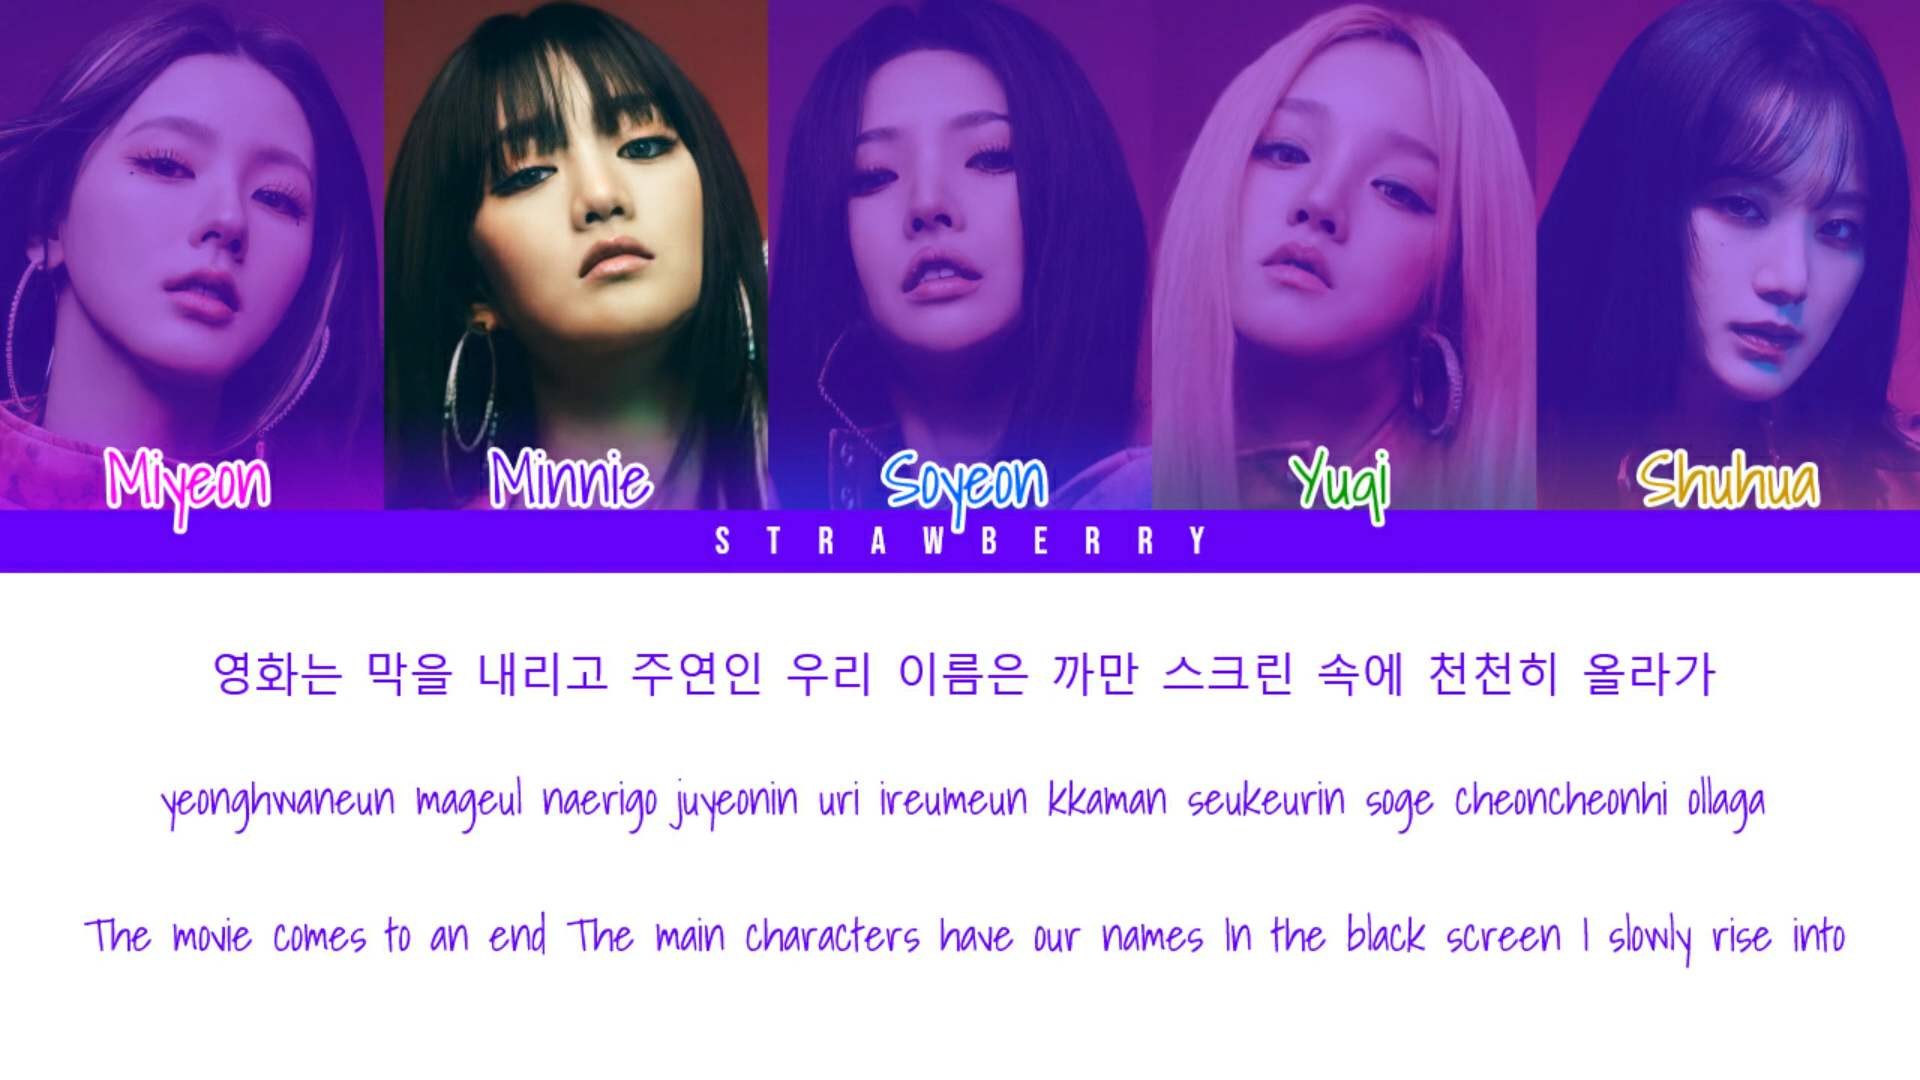 Miyeon Minnie Soyeon Yuqi Shuhua
STRAWBERRY
영화는 막을 내리고 주연인 우리 이름은 까만 스크린 속에 천천히 올라가
yeonghwaneun mageul naerigo juyeonin uri ireumeun kkaman seukeurin soge cheoncheonhi ollaga
The movie comes to an end The main characters have our names In the black screen I slowly rise into